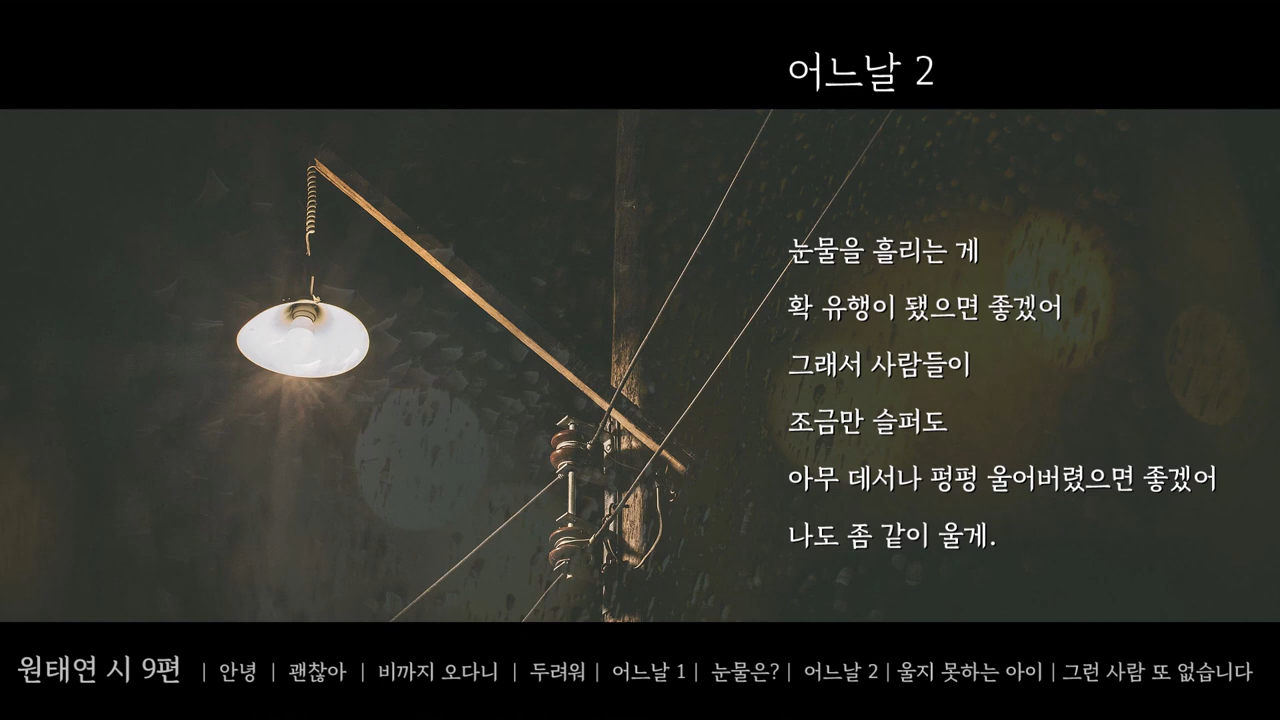 어느날 2
눈물을 흘리는 게
확 유행이 됐으면 좋겠어
그래서 사람들이
조금만 슬퍼도
아무 데서나 펑펑 울어버렸으면 좋겠어
나도 좀 같이 울게.
원태연 시 9편 | 안녕 | 괜찮아 | 비까지 오다니 | 두려워 | 어느날 1 | 눈물은? | 어느날 2 | 울지 못하는 아이 | 그런 사람 또 없습니다